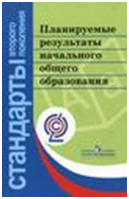 стандарты
второго
поколения
Планируемые
результаты
начального
общего
образования